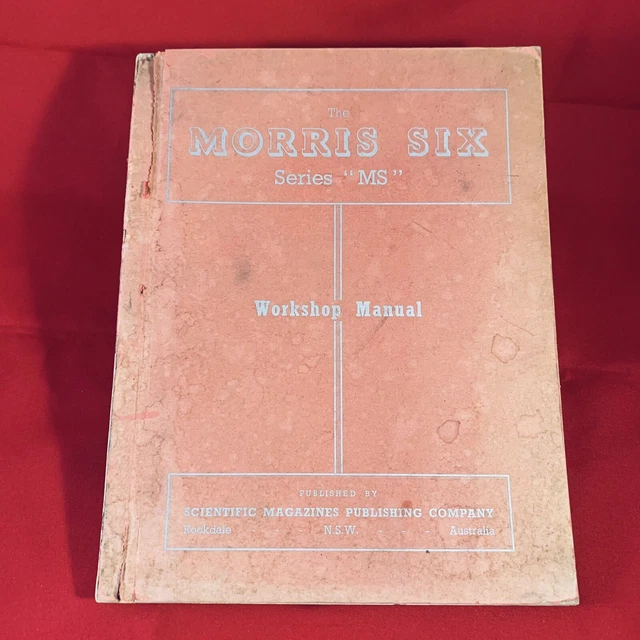 The
MORRIS SIX
Series "MS"
Workshop Manual
PUBLISHED BY
SCIENTIFIC MAGAZINES PUBLISHING COMPANY
Rockdale N.S.W. Australia